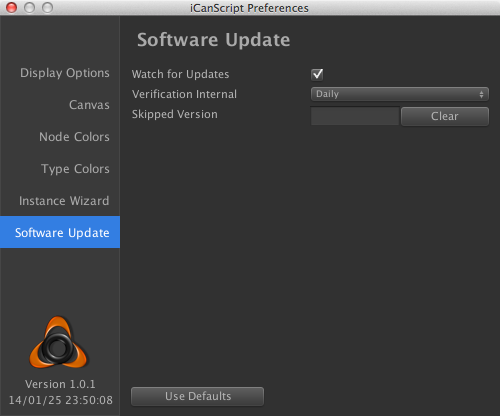 iCanScript Preferences
Software Update
Display Options
Canvas
Node Colors
Type Colors
Instance Wizard
Software Update
Watch for Updates
Verification Internal Daily
Skipped Version Clear
Version 1.0.1
14/01/25 23:50:08
Use Defaults